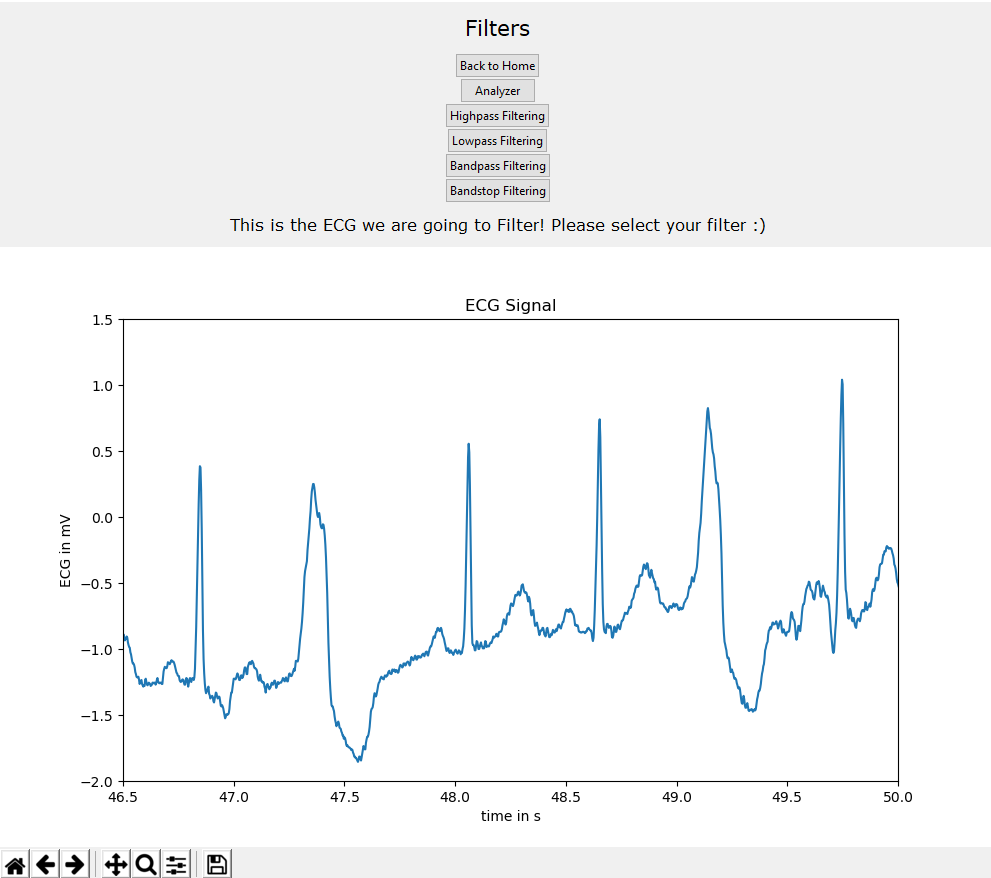 Filters
Back to Home
Analyzer
Highpass Filtering
Lowpass Filtering
Bandpass Filtering
Bandstop Filtering
This is the ECG we are going to Filter! Please select your filter :)
ECG Signal
1.5
1.0
0.5
0.0
−0.5
−1.0
−1.5
−2.0
ECG in mV
46.5 47.0 47.5 48.0 48.5 49.0 49.5 50.0
time in s